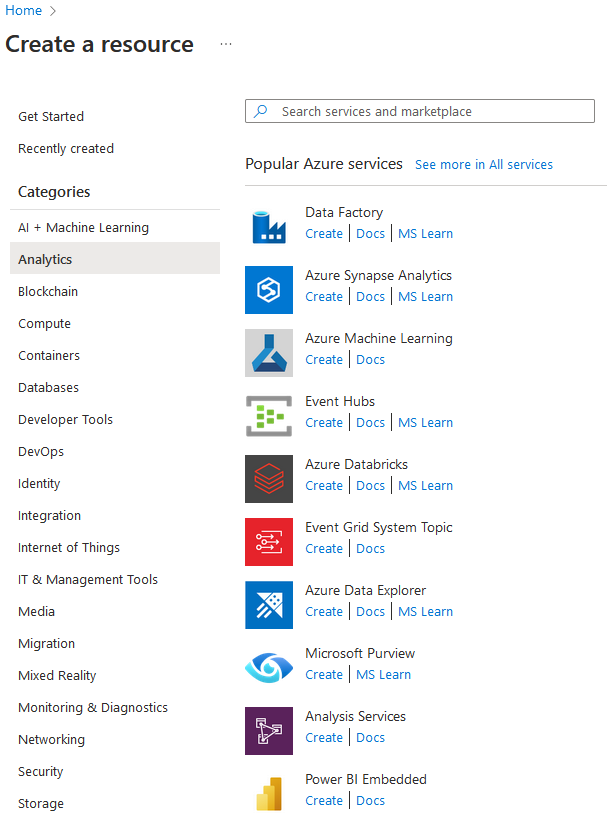 Home
Create a resource ...
Get Started
Recently created
Categories
AI + Machine Learning
Analytics
Blockchain
Compute
Containers
Databases
Developer Tools
DevOps
Identity
Integration
Internet of Things
IT & Management Tools
Media
Migration
Mixed Reality
Monitoring & Diagnostics
Networking
Security
Storage
Search services and marketplace
Popular Azure services See more in All services
Data Factory
Create | Docs | MS Learn
Azure Synapse Analytics
Create | Docs | MS Learn
Azure Machine Learning
Create | Docs
Event Hubs
Create | Docs | MS Learn
Azure Databricks
Create | Docs | MS Learn
Event Grid System Topic
Create | Docs
Azure Data Explorer
Create | Docs | MS Learn
Microsoft Purview
Create | MS Learn
Analysis Services
Create | Docs
Power BI Embedded
Create | Docs